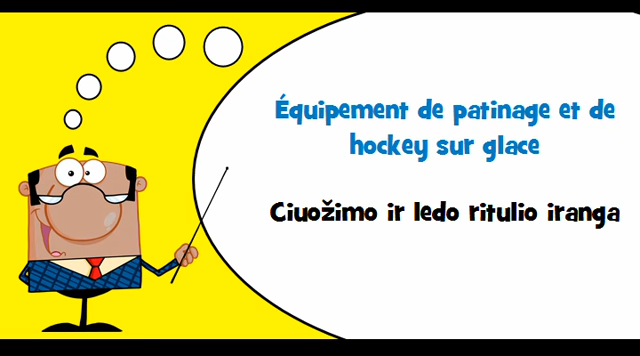 Équipement de patinage et de
hockey sur glace
Ciuožimo ir ledo ritulio iranga